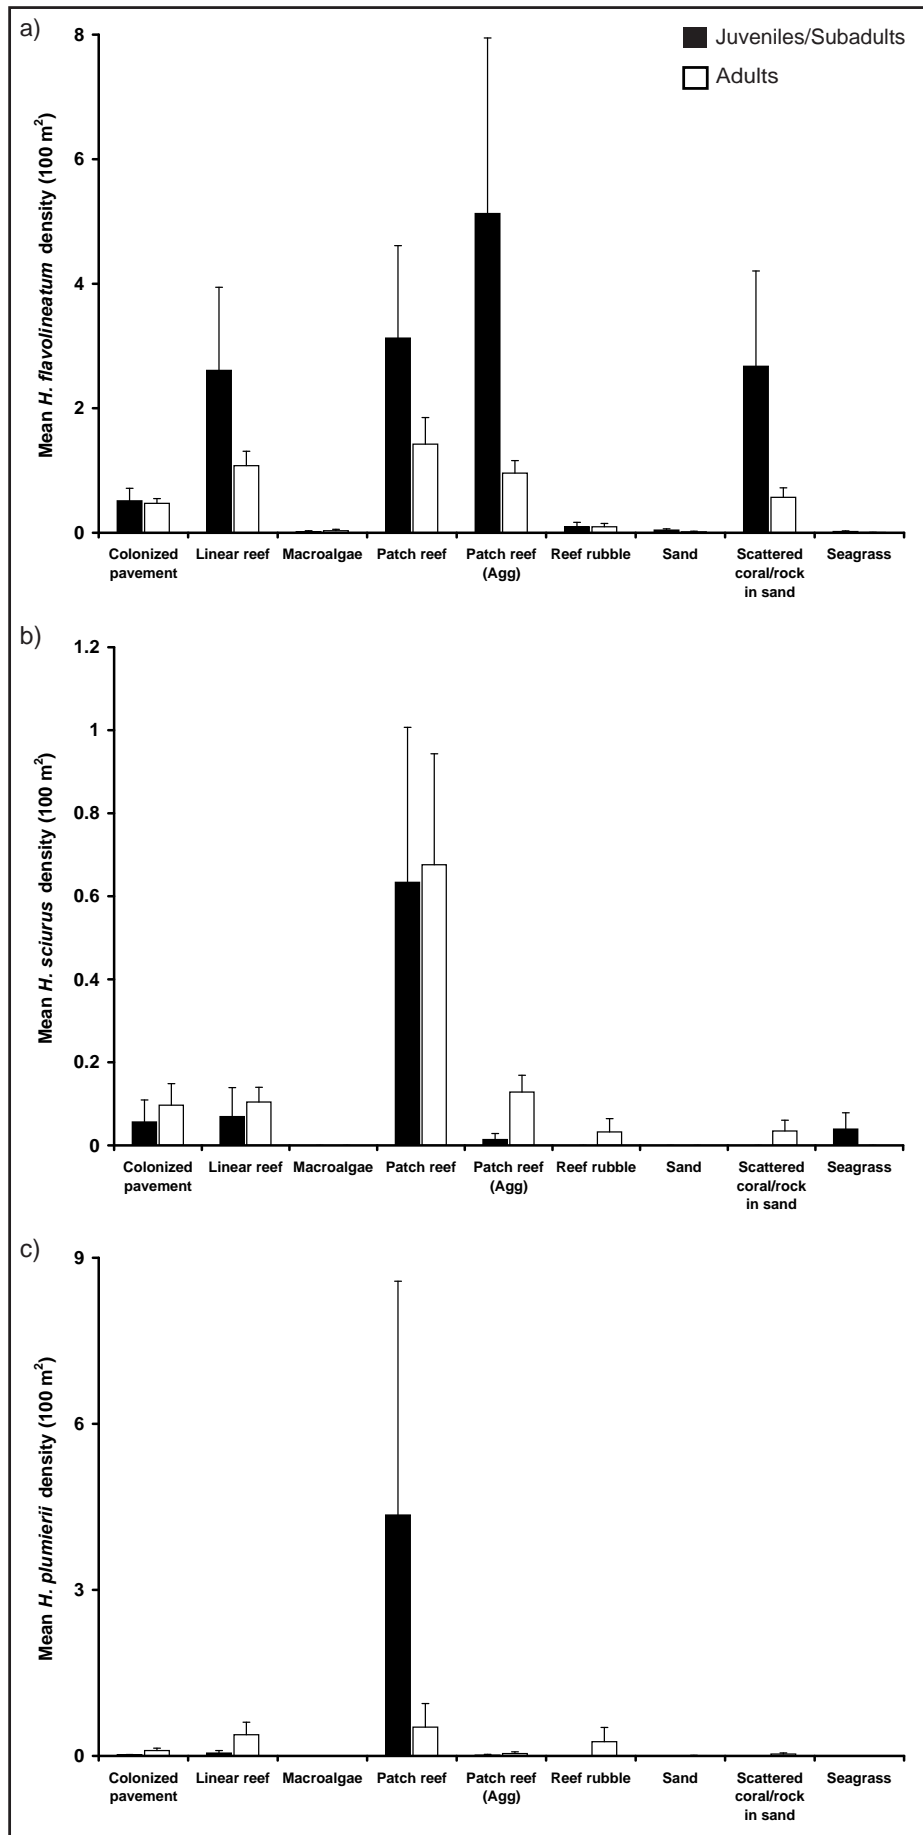 a)
Juveniles/Subadults
Adults
Mean H. flavolineatum density (100 m²)
8
6
4
2
0
Colonized pavement
Linear reef
Macroalgae
Patch reef
Patch reef (Agg)
Reef rubble
Sand
Scattered coral/rock in sand
Seagrass
b)
Mean H. sciurus density (100 m²)
1.2
1
0.8
0.6
0.4
0.2
0
Colonized pavement
Linear reef
Macroalgae
Patch reef
Patch reef (Agg)
Reef rubble
Sand
Scattered coral/rock in sand
Seagrass
c)
Mean H. plumierii density (100 m²)
9
6
3
0
Colonized pavement
Linear reef
Macroalgae
Patch reef
Patch reef (Agg)
Reef rubble
Sand
Scattered coral/rock in sand
Seagrass